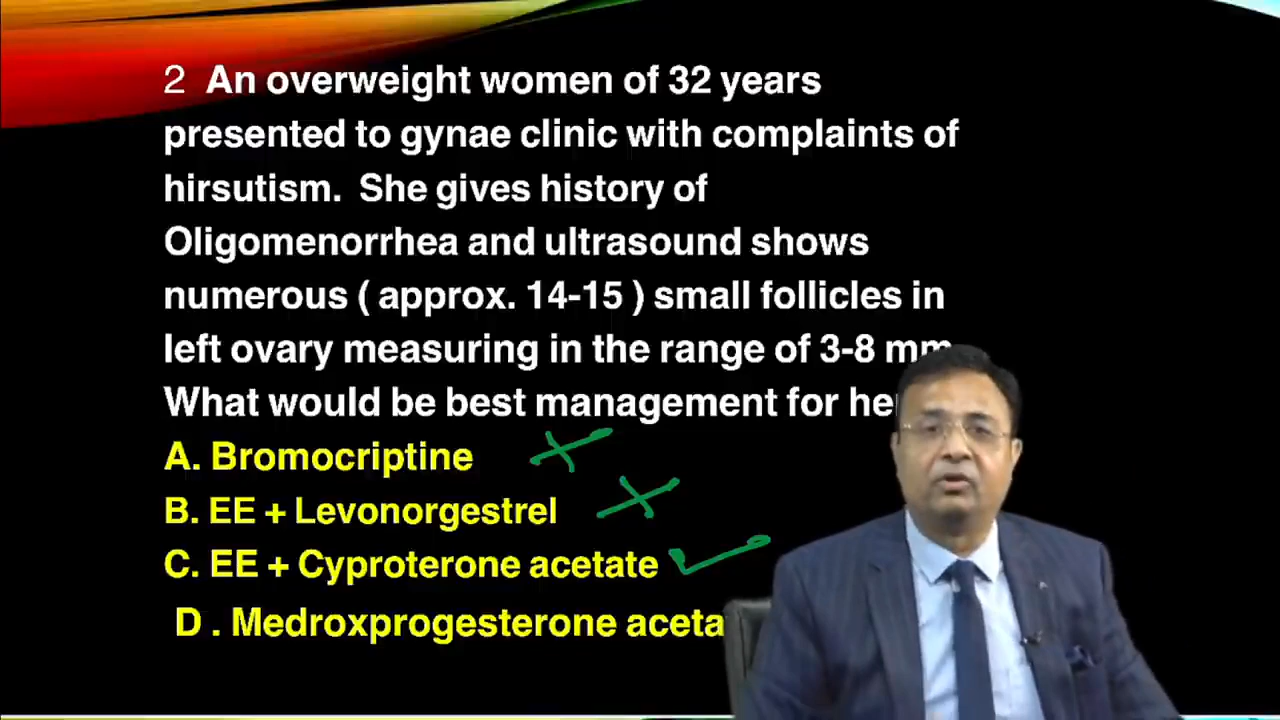 2 An overweight women of 32 years
presented to gynae clinic with complaints of
hirsutism. She gives history of
Oligomenorrhea and ultrasound shows
numerous ( approx. 14-15 ) small follicles in
left ovary measuring in the range of 3-8 mm
What would be best management for
A. Bromocriptine
B. EE + Levonorgestrel
C. EE + Cyproterone acetate
D . Medroxprogesterone